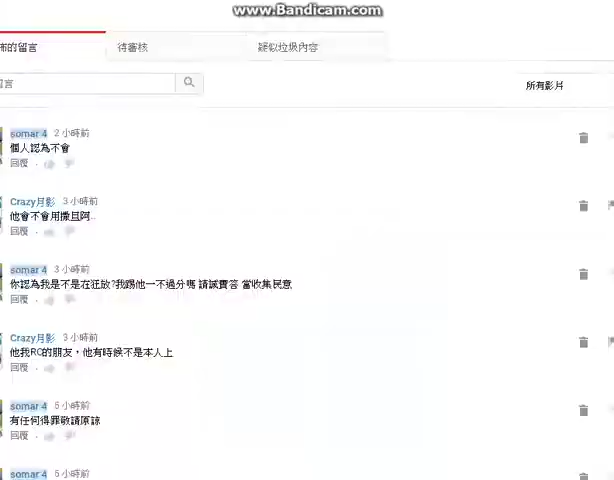 www.Bandicam.com
佈的留言 待審核 疑似垃圾內容
留言
所有影片
somar 4 2 小時前
個人認為不會
回覆 ·
Crazy月影 3 小時前
他會不會用撒旦阿..
回覆 ·
somar 4 3 小時前
你認為我是不是在狂放?我踢他一不過分嗎 請誠實答 當收集民意
回覆 ·
Crazy月影 3 小時前
他我RC的朋友，他有時候不是本人上
回覆 ·
somar 4 5 小時前
有任何得罪敬請原諒
回覆 ·
somar 4 5 小時前